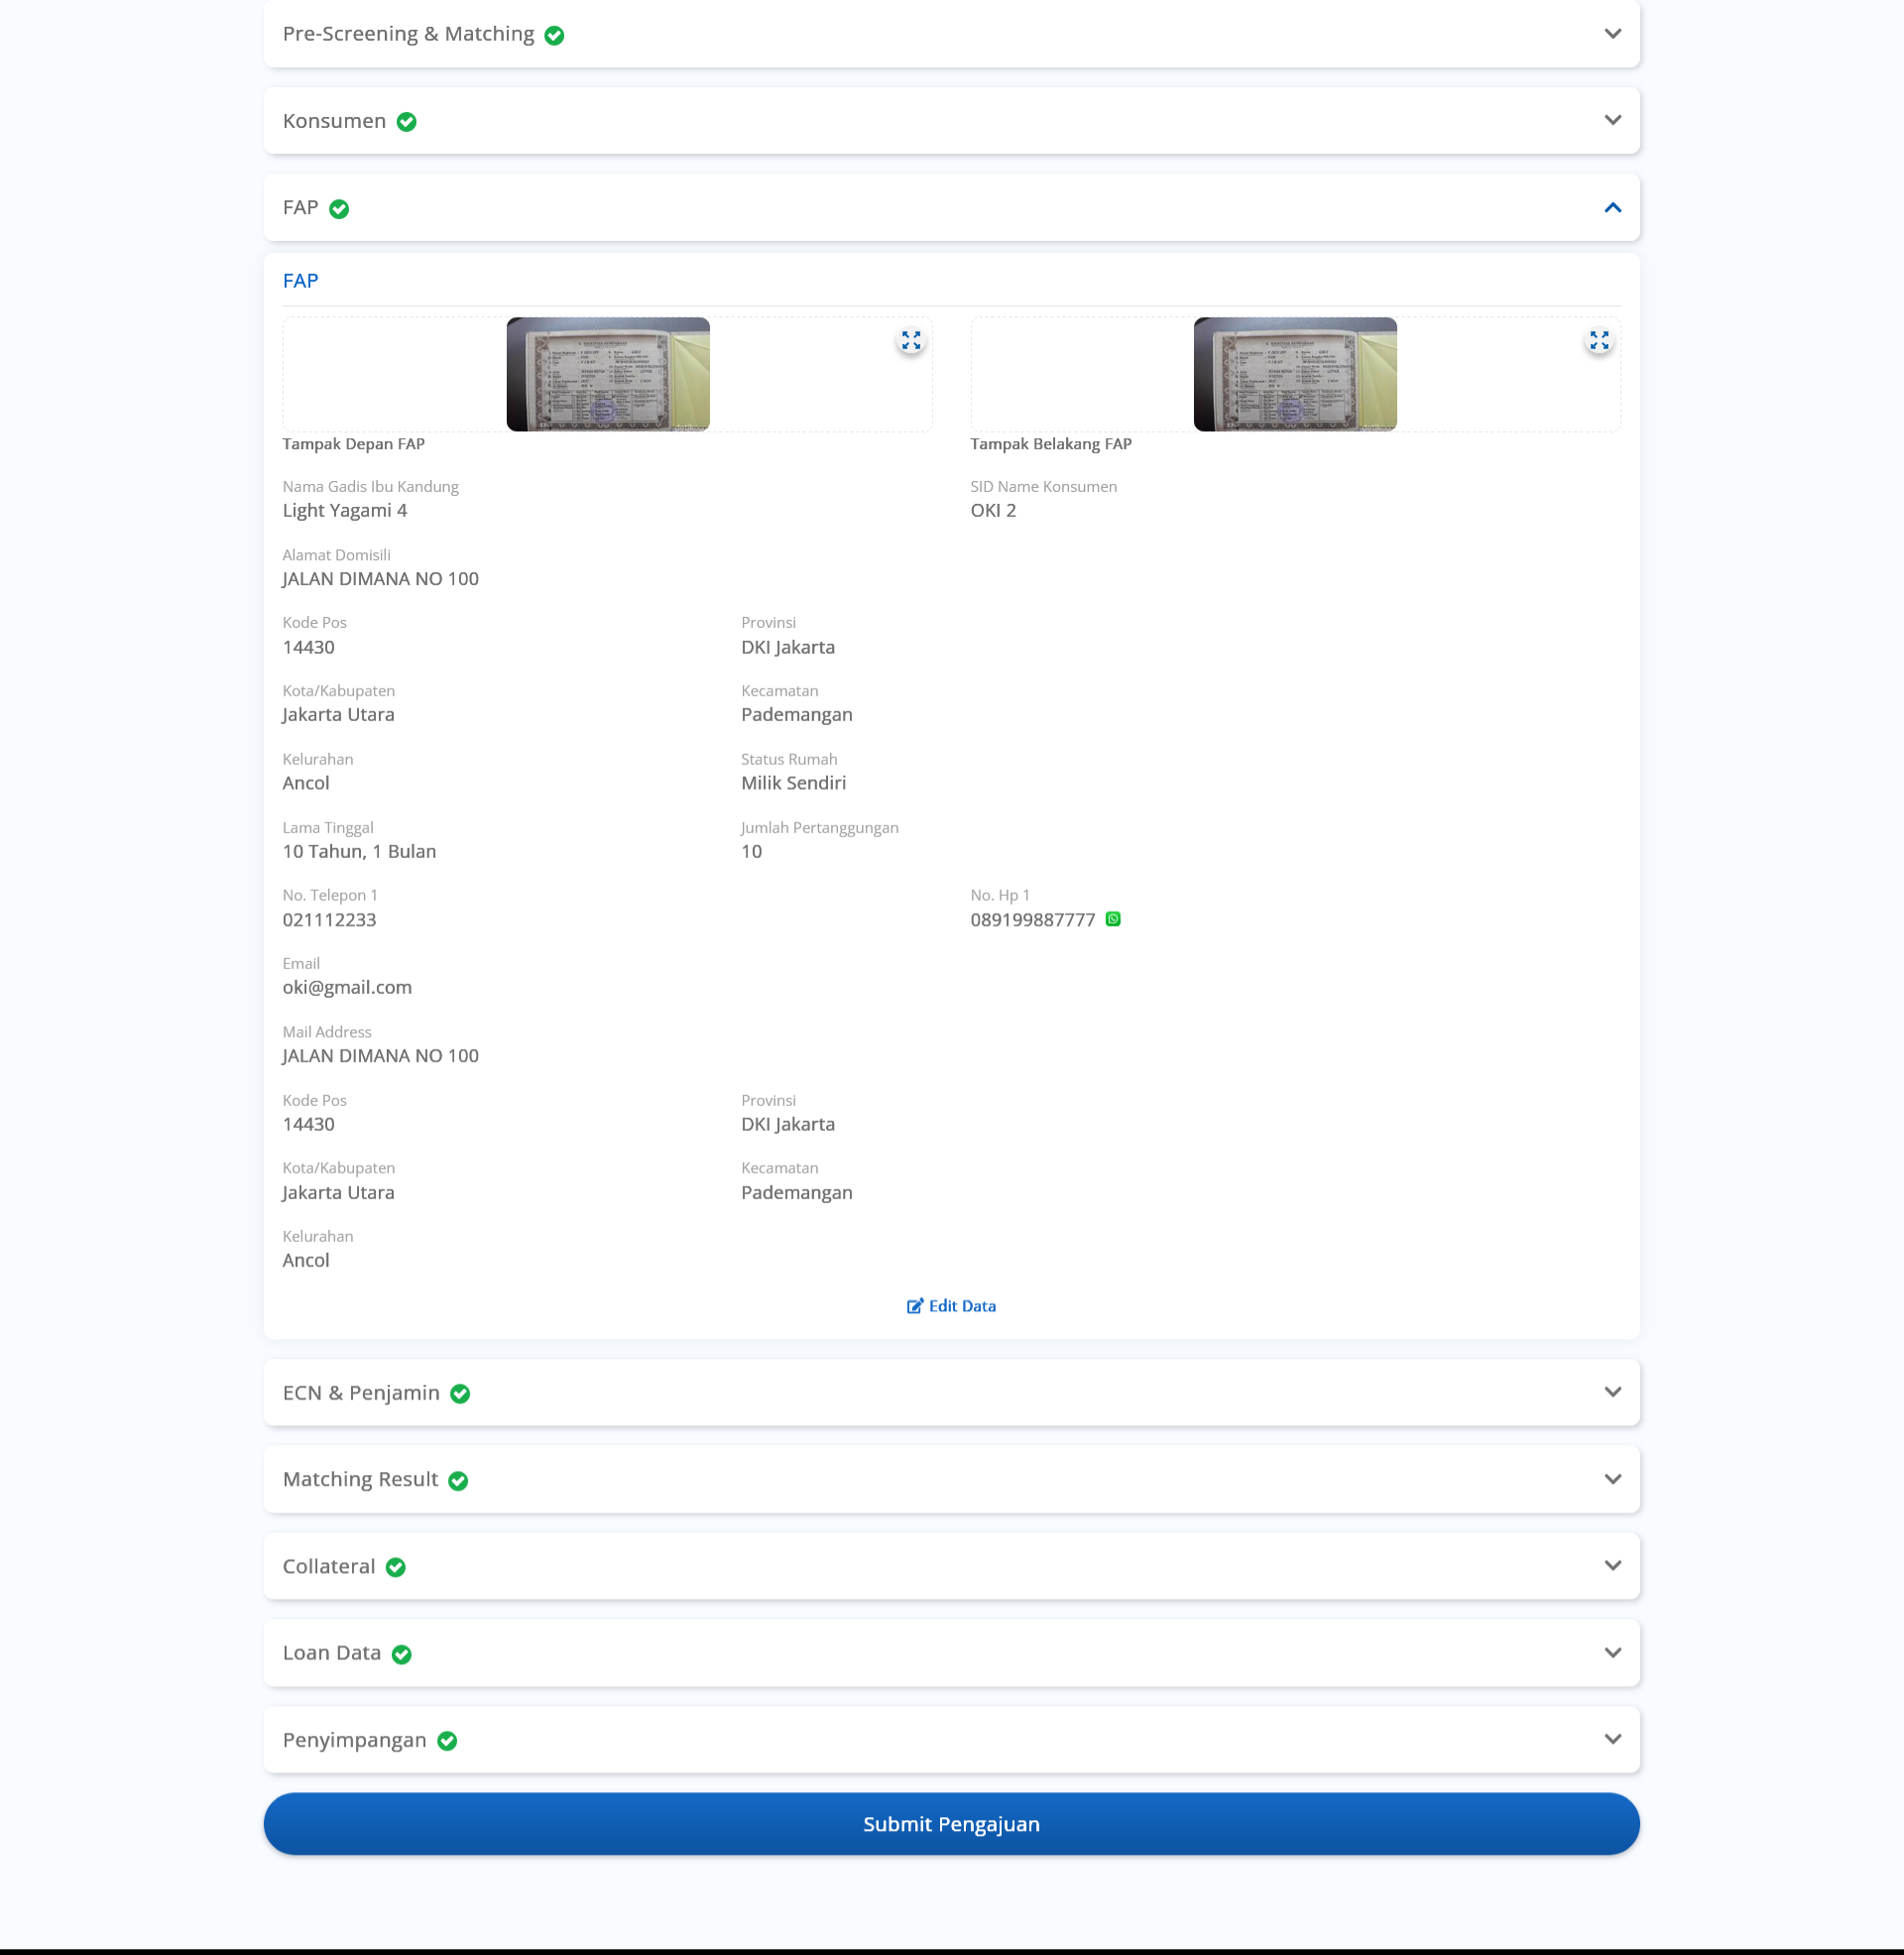 Pre-Screening & Matching
Konsumen
FAP
FAP
Tampak Depan FAP
Tampak Belakang FAP
Nama Gadis Ibu Kandung
Light Yagami 4
SID Name Konsumen
OKI 2
Alamat Domisili
JALAN DIMANA NO 100
Kode Pos
14430
Provinsi
DKI Jakarta
Kota/Kabupaten
Jakarta Utara
Kecamatan
Pademangan
Kelurahan
Ancol
Status Rumah
Milik Sendiri
Lama Tinggal
10 Tahun, 1 Bulan
Jumlah Pertanggungan
10
No. Telepon 1
021112233
No. Hp 1
089199887777
Email
oki@gmail.com
Mail Address
JALAN DIMANA NO 100
Kode Pos
14430
Provinsi
DKI Jakarta
Kota/Kabupaten
Jakarta Utara
Kecamatan
Pademangan
Kelurahan
Ancol
Edit Data
ECN & Penjamin
Matching Result
Collateral
Loan Data
Penyimpangan
Submit Pengajuan